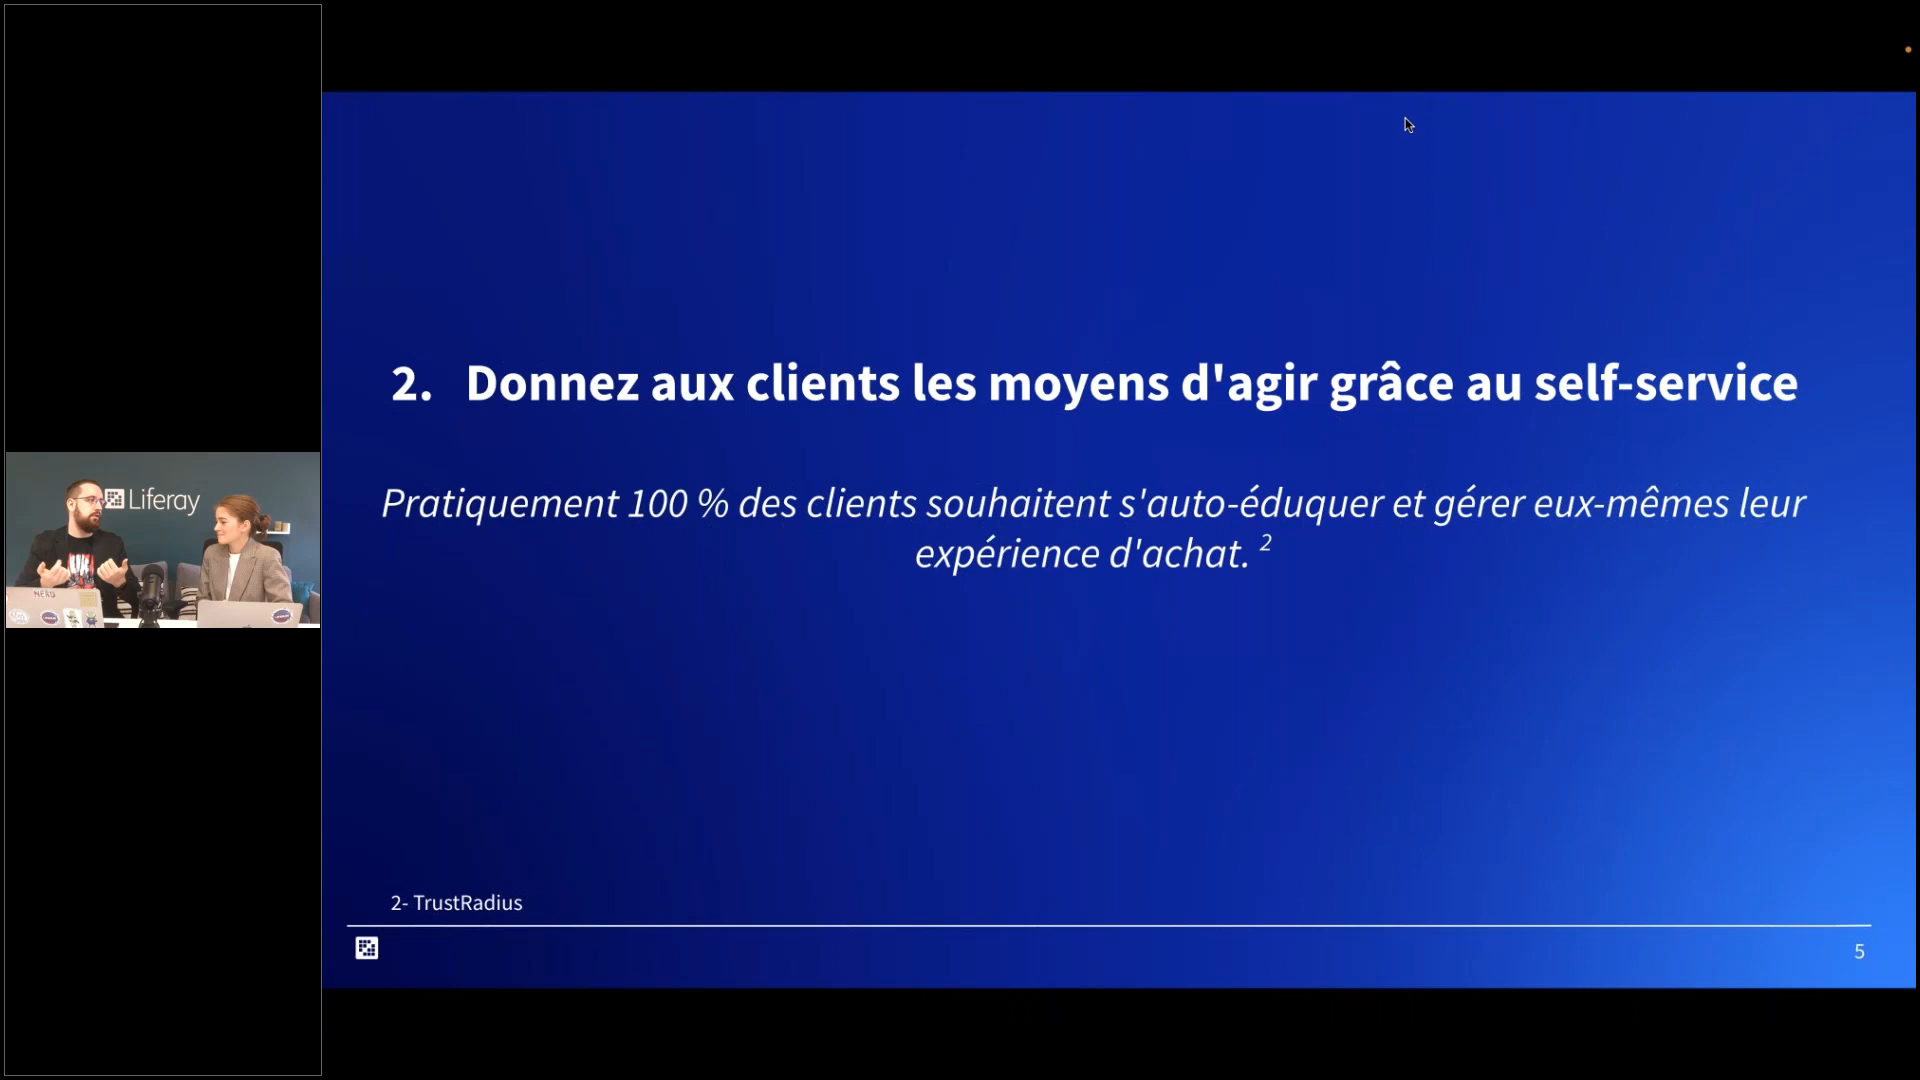 Liferay
NERD
2. Donnez aux clients les moyens d'agir grâce au self-service
Pratiquement 100 % des clients souhaitent s'auto-éduquer et gérer eux-mêmes leur
expérience d'achat. 2
2- TrustRadius
5